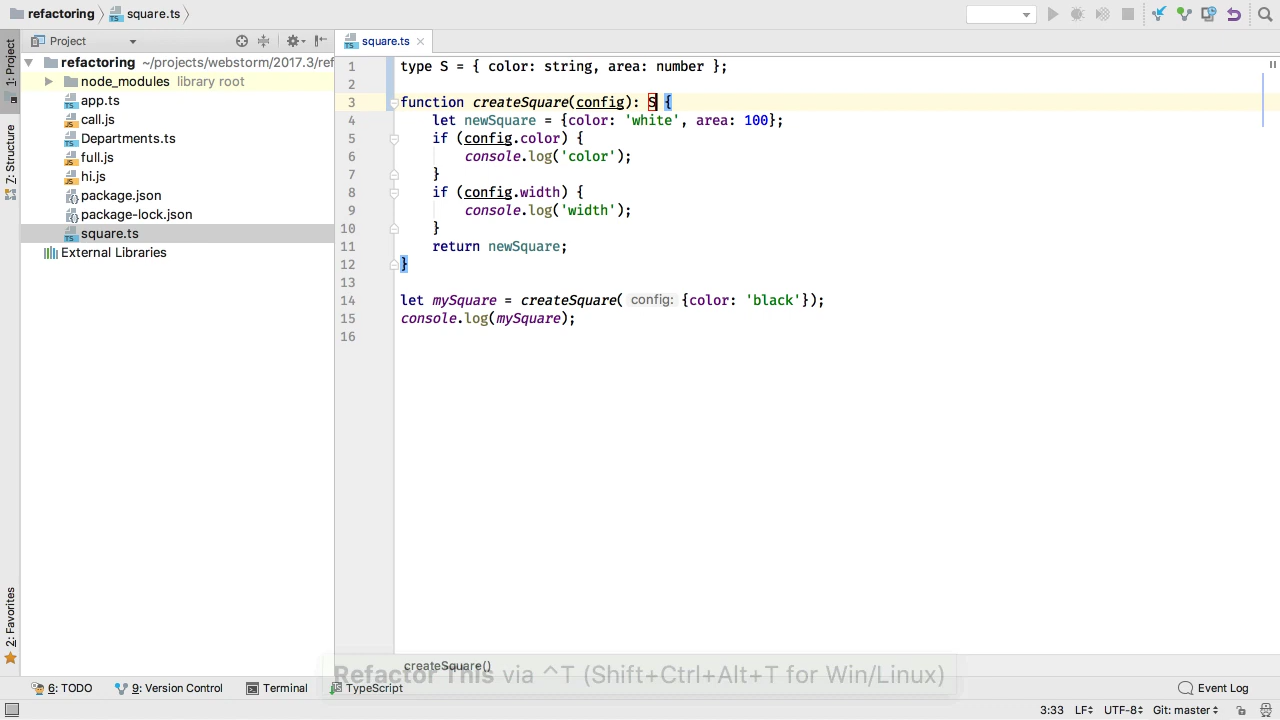 refactoring square.ts
1: Project
Project
square.ts
refactoring ~/projects/webstorm/2017.3/ref
node_modules library root
app.ts
call.js
Departments.ts
full.js
hi.js
package.json
package-lock.json
square.ts
External Libraries
Z: Structure
2: Favorites
1 type S = { color: string, area: number };
2
3 function createSquare(config): S {
4 let newSquare = {color: 'white', area: 100};
5 if (config.color) {
6 console.log('color');
7 }
8 if (config.width) {
9 console.log('width');
10 }
11 return newSquare;
12 }
13
14 let mySquare = createSquare( config: {color: 'black'});
15 console.log(mySquare);
16
createSquare()
Refactor This via ^T (Shift+Ctrl+Alt+T for Win/Linux)
6: TODO 9: Version Control Terminal TypeScript Event Log
3:33 LF UTF-8 Git: master